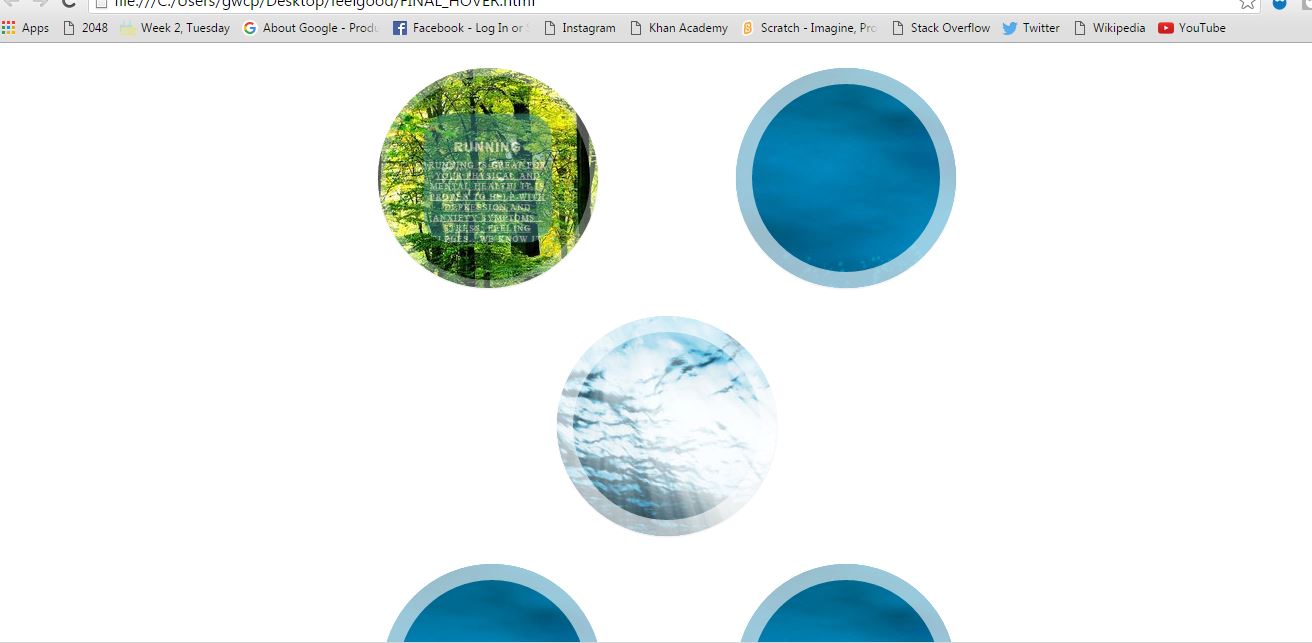 file:///C:/Users/gwcp/Desktop/feelgood/FINAL_HOVER.html
Apps 2048 Week 2, Tuesday About Google - Produ Facebook - Log In or S Instagram Khan Academy Scratch - Imagine, Pro Stack Overflow Twitter Wikipedia YouTube
RUNNING
RUNNING IS GREAT FOR
YOUR PHYSICAL AND
MENTAL HEALTH! IT IS
PROVEN TO HELP WITH
DEPRESSION AND
ANXIETY SYMPTOMS.
STRESS, FEELING
WE KNOW IT